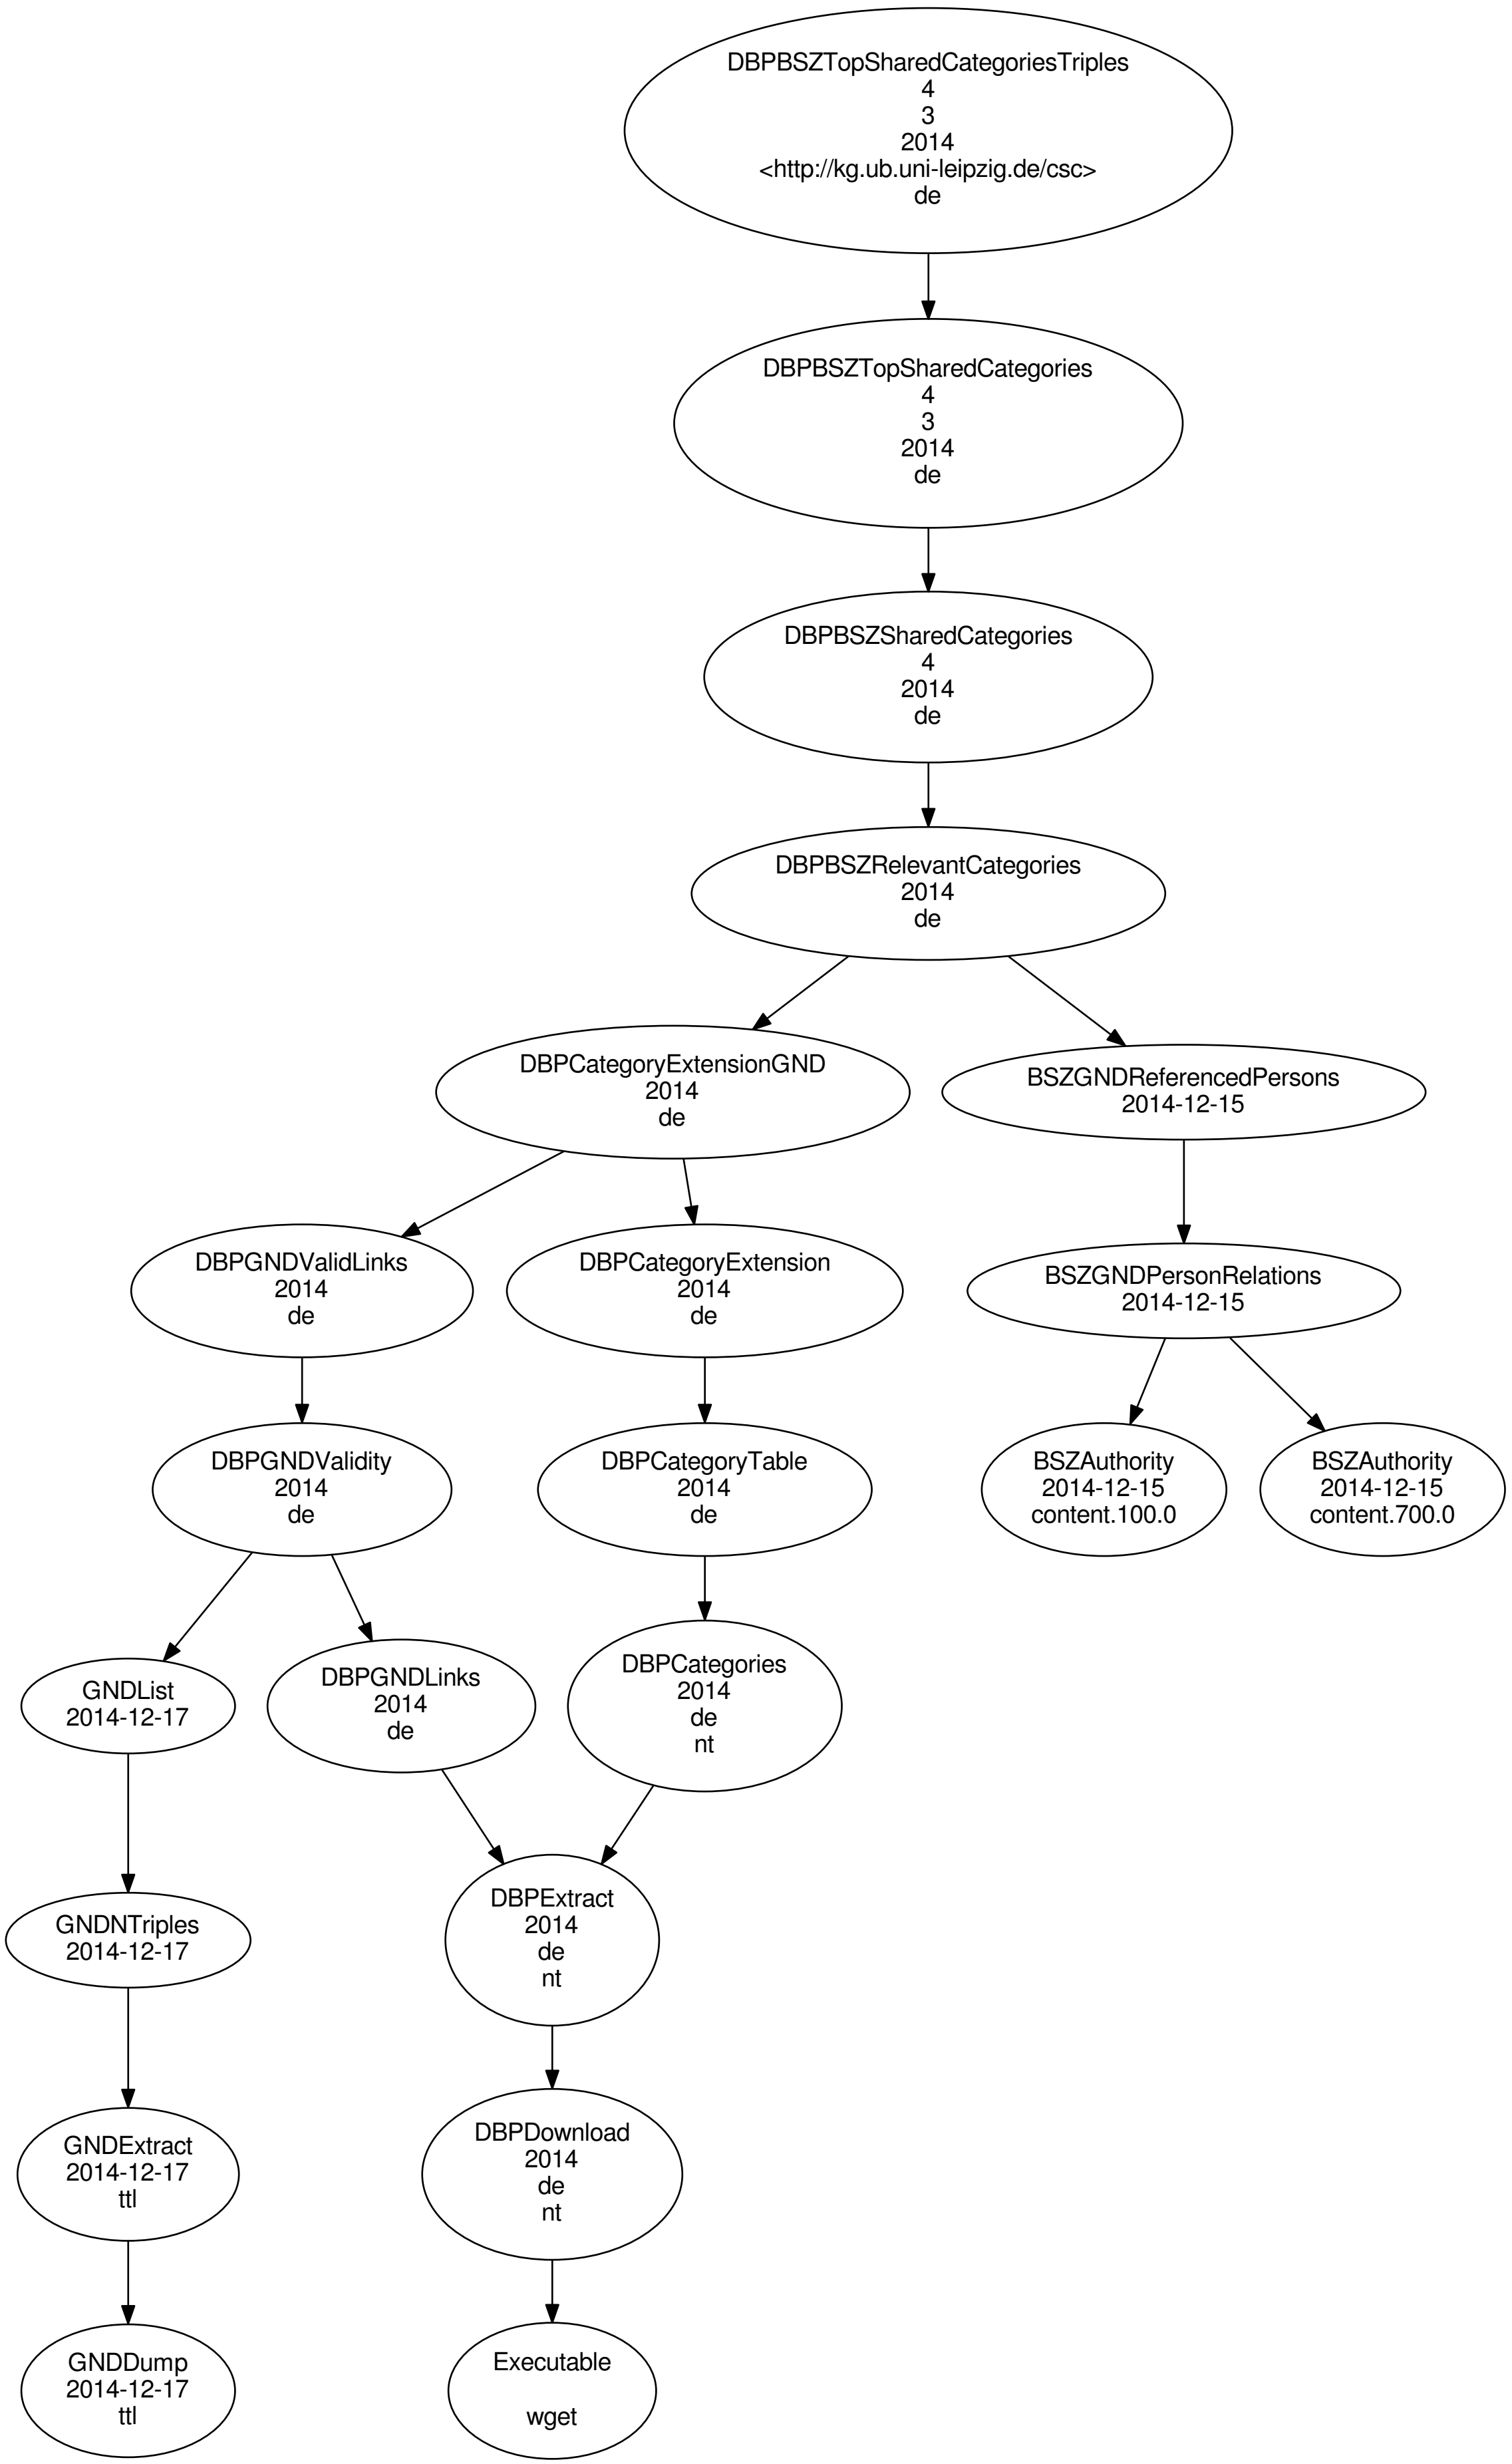 DBPBSZTopSharedCategoriesTriples
4
3
2014
<http://kg.ub.uni-leipzig.de/csc>
de
DBPBSZTopSharedCategories
4
3
2014
de
DBPBSZSharedCategories
4
2014
de
DBPBSZRelevantCategories
2014
de
DBPCategoryExtensionGND
2014
de
BSZGNDReferencedPersons
2014-12-15
DBPGNDValidLinks
2014
de
DBPCategoryExtension
2014
de
BSZGNDPersonRelations
2014-12-15
DBPGNDValidity
2014
de
DBPCategoryTable
2014
de
BSZAuthority
2014-12-15
content.100.0
BSZAuthority
2014-12-15
content.700.0
GNDList
2014-12-17
DBPGNDLinks
2014
de
DBPCategories
2014
de
nt
GNDNTriples
2014-12-17
DBPExtract
2014
de
nt
GNDExtract
2014-12-17
ttl
DBPDownload
2014
de
nt
GNDDump
2014-12-17
ttl
Executable
wget